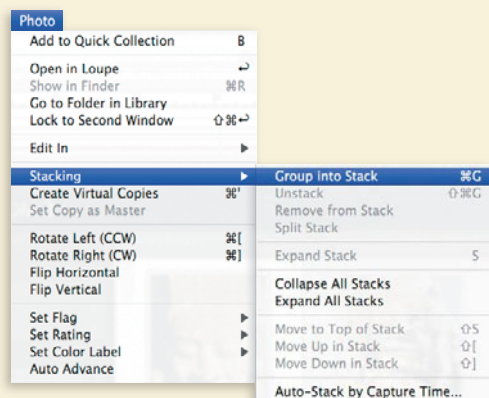 Photo
Add to Quick Collection B
Open in Loupe ↩
Show in Finder ⌘R
Go to Folder in Library
Lock to Second Window ⇧⌘↩
Edit In ▶
Stacking ▶
Create Virtual Copies ⌘'
Set Copy as Master
Rotate Left (CCW) ⌘[
Rotate Right (CW) ⌘]
Flip Horizontal
Flip Vertical
Set Flag ▶
Set Rating ▶
Set Color Label ▶
Auto Advance
Group into Stack ⌘G
Unstack ⇧⌘G
Remove from Stack
Split Stack
Expand Stack S
Collapse All Stacks
Expand All Stacks
Move to Top of Stack ⇧S
Move Up in Stack ⇧[
Move Down in Stack ⇧]
Auto-Stack by Capture Time...